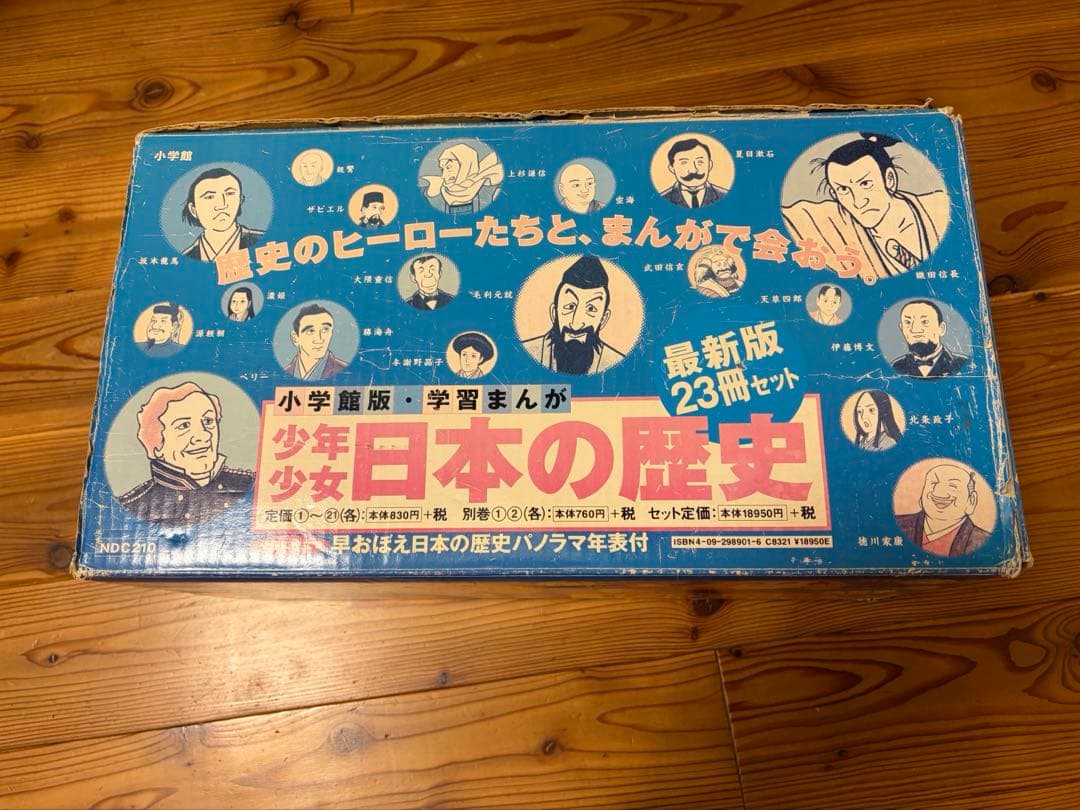 小学館
親鸞
上杉謙信
夏目漱石
ザビエル
空海
歴史のヒーローたちと、まんがで会おう。
坂本龍馬
大隈重信
毛利元就
武田信玄
織田信長
濃姫
天草四郎
源頼朝
勝海舟
伊藤博文
与謝野晶子
ペリー
最新版
23冊セット
小学館版・学習まんが
少年
少女
日本の歴史
北条政子
定価①〜㉑(各):本体830円+税 別巻①②(各):本体760円+税 セット定価:本体18950円+税
NDC210
早おぼえ日本の歴史パノラマ年表付
ISBN4-09-298901-6 C8321 ¥18950E
徳川家康